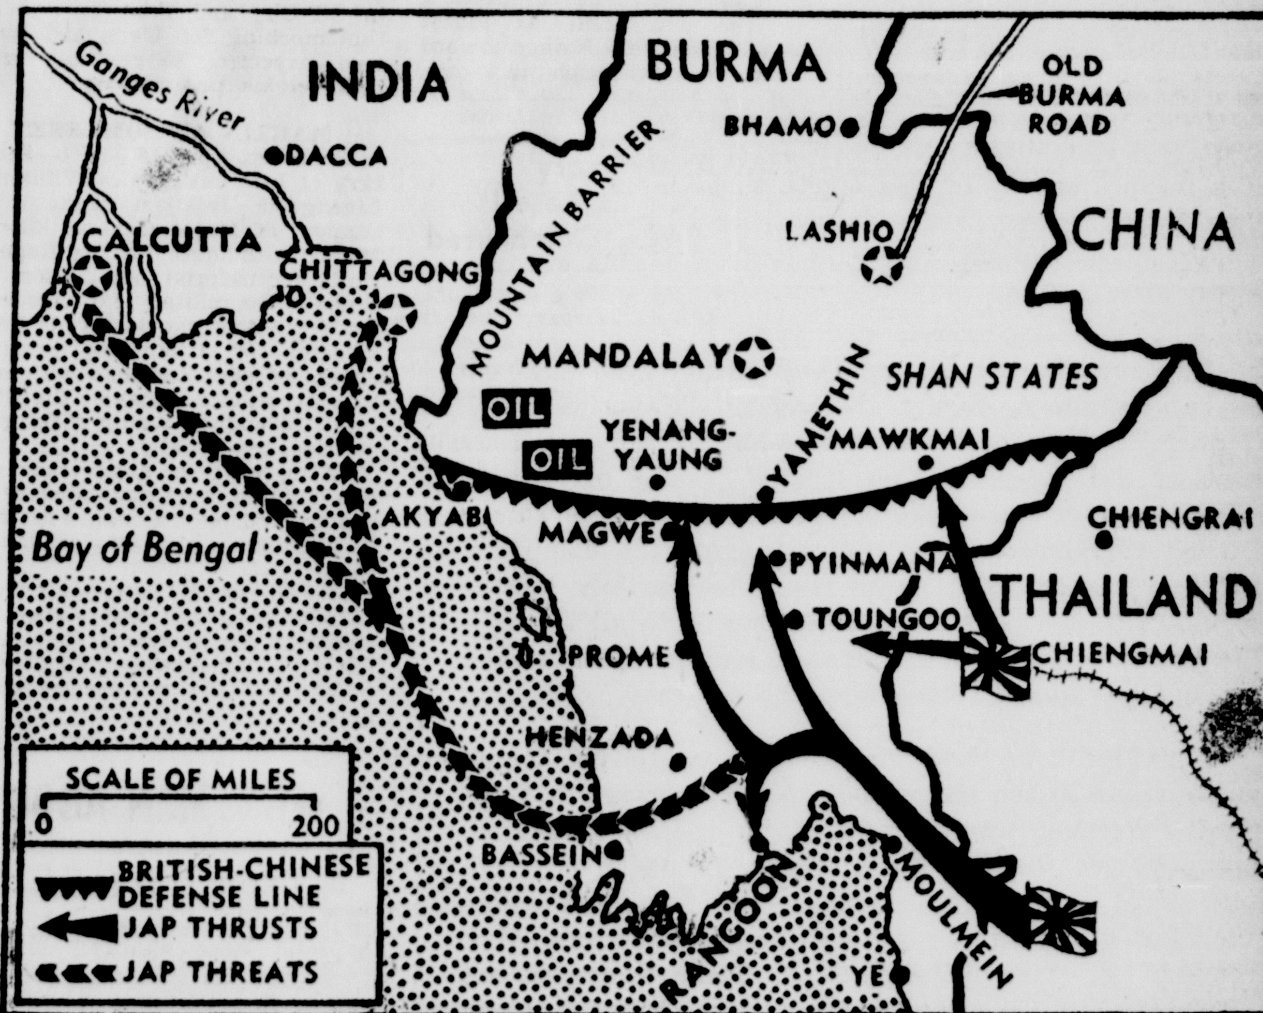 Ganges River
INDIA
BURMA
OLD
BURMA
ROAD
BHAMO
DACCA
MOUNTAIN BARRIER
CALCUTTA
CHITTAGONG
LASHIO
CHINA
MANDALAY
SHAN STATES
OIL
OIL
YENANG-
YAUNG
YAMETHIN
MAWKMAI
AKYAB
MAGWE
CHIENGRAI
Bay of Bengal
PYINMANA
THAILAND
TOUNGOO
PROME
CHIENGMAI
HENZADA
SCALE OF MILES
0 200
BASSEIN
RANGOON
MOULMEIN
YE
BRITISH-CHINESE
DEFENSE LINE
JAP THRUSTS
JAP THREATS